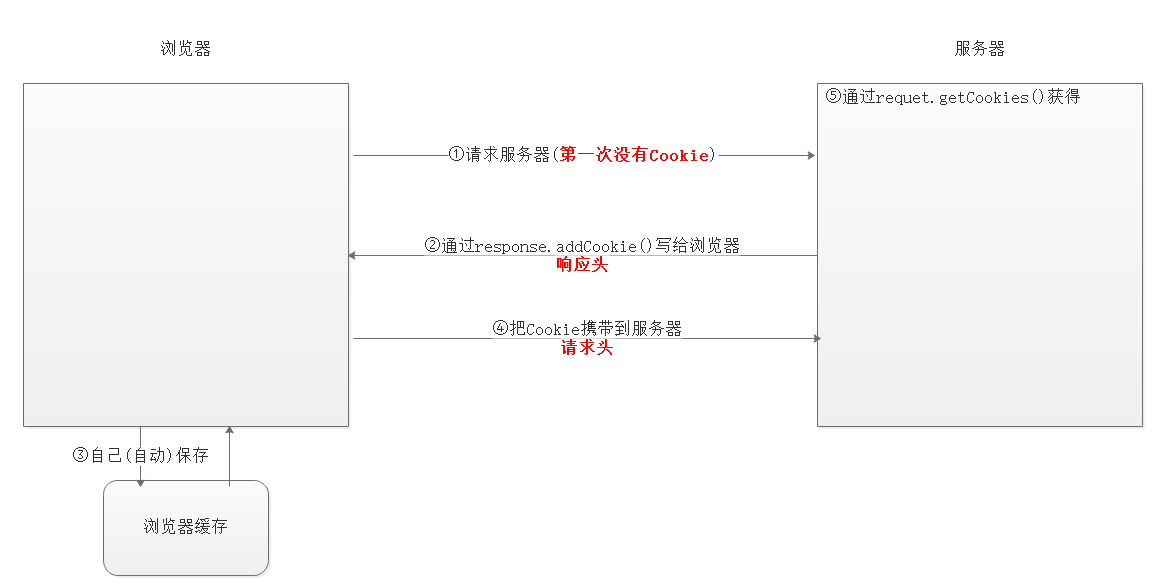 浏览器
服务器
⑤通过requet.getCookies()获得
①请求服务器(第一次没有Cookie)
②通过response.addCookie()写给浏览器
响应头
④把Cookie携带到服务器
请求头
③自己(自动)保存
浏览器缓存